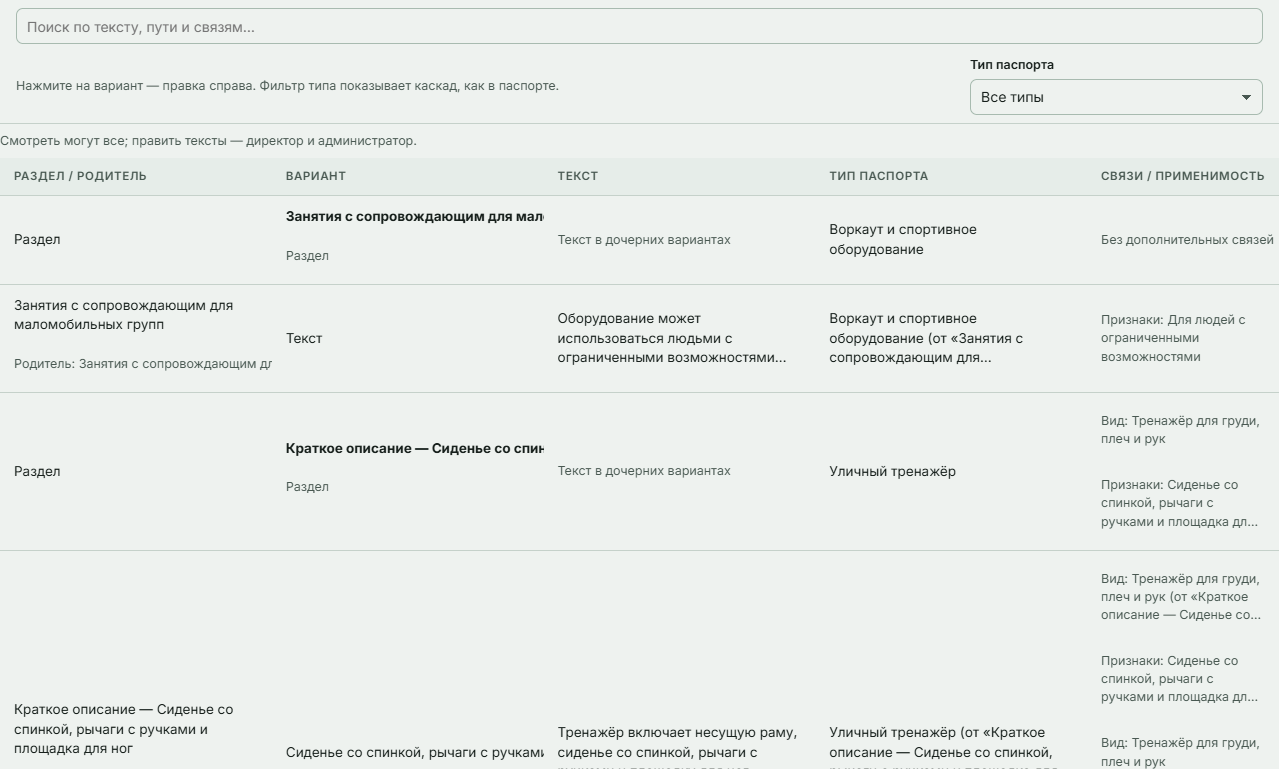 Поиск по тексту, пути и связям...
Тип паспорта
Нажмите на вариант — правка справа. Фильтр типа показывает каскад, как в паспорте.
Все типы
Смотреть могут все; править тексты — директор и администратор.
РАЗДЕЛ / РОДИТЕЛЬ
ВАРИАНТ
ТЕКСТ
ТИП ПАСПОРТА
СВЯЗИ / ПРИМЕНИМОСТЬ
Раздел
Занятия с сопровождающим для
Раздел
Текст в дочерних вариантах
Воркаут и спортивное
оборудование
Без дополнительных связей
Занятия с сопровождающим для
маломобильных групп
Родитель: Занятия с сопровождающим
Текст
Оборудование может
использоваться людьми с
ограниченными возможностями...
Воркаут и спортивное
оборудование (от «Занятия с
сопровождающим для...
Признаки: Для людей с
ограниченными
возможностями
Раздел
Краткое описание — Сиденье со
Раздел
Текст в дочерних вариантах
Уличный тренажёр
Вид: Тренажёр для груди,
плеч и рук
Признаки: Сиденье со
спинкой, рычаги с
ручками и площадка дл...
Краткое описание — Сиденье со
спинкой, рычаги с ручками и
площадка для ног
Сиденье со спинкой, рычаги с ручками
Тренажёр включает несущую раму,
сиденье со спинкой, рычаги с
Уличный тренажёр (от «Краткое
описание — Сиденье со спинкой,
Вид: Тренажёр для груди,
плеч и рук (от «Краткое
описание — Сиденье со...
Признаки: Сиденье со
спинкой, рычаги с
ручками и площадка дл...
Вид: Тренажёр для груди,
плеч и рук